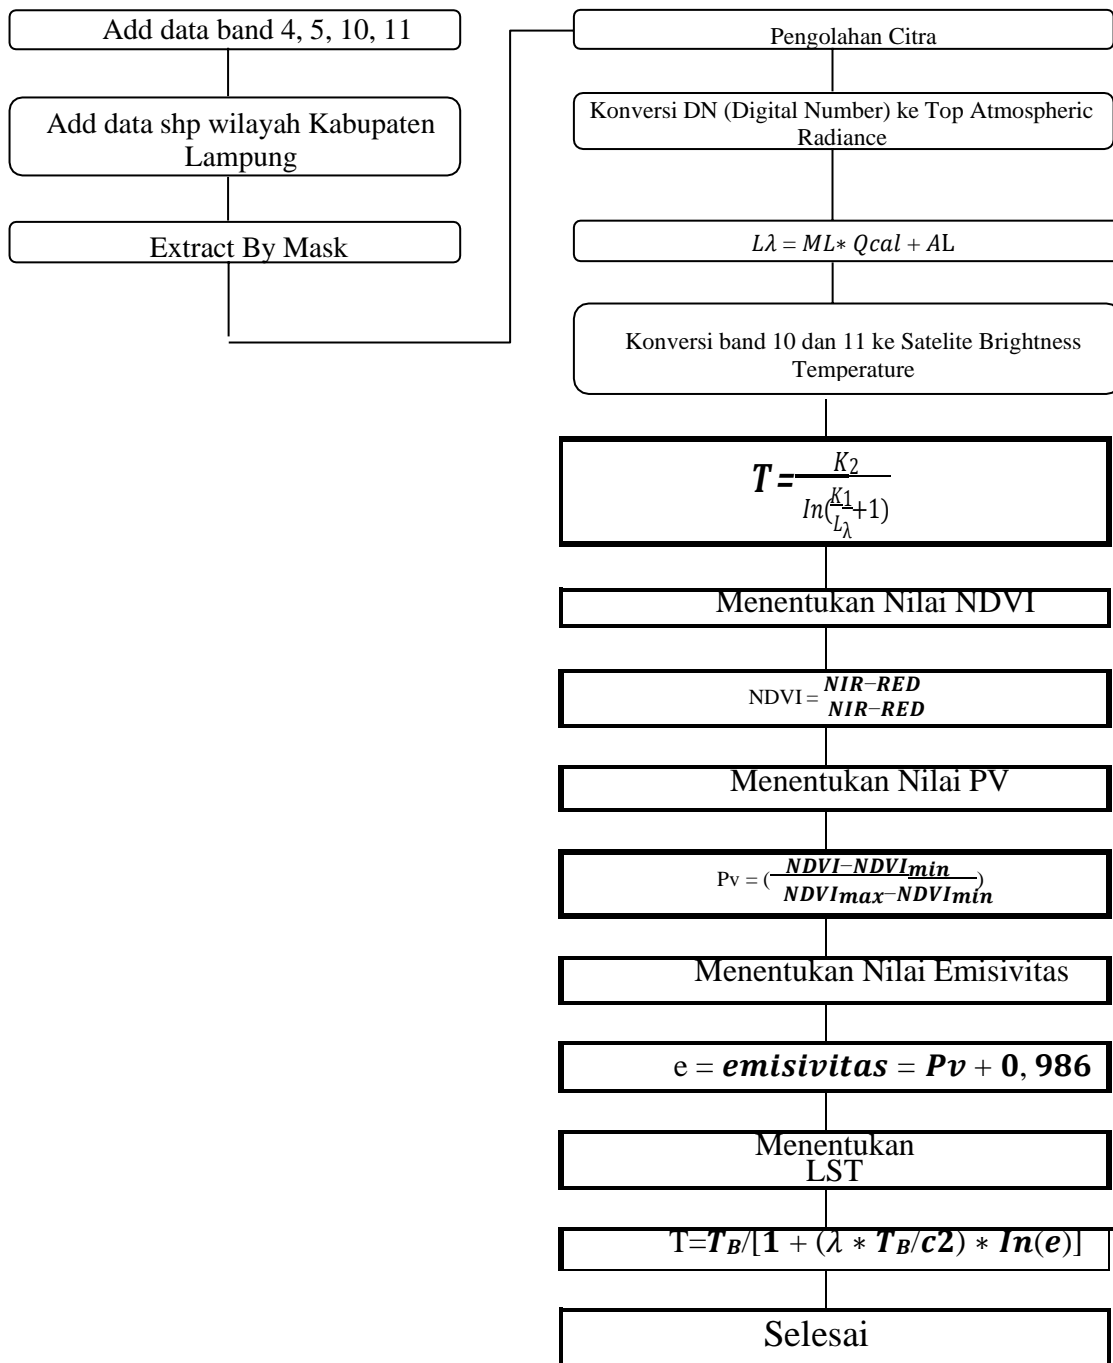 Add data band 4, 5, 10, 11
Add data shp wilayah Kabupaten
Lampung
Extract By Mask
Pengolahan Citra
Konversi DN (Digital Number) ke Top Atmospheric
Radiance
Lλ = ML∗ Qcal + AL
Konversi band 10 dan 11 ke Satelite Brightness
Temperature
T = K2
In(K1/Lλ+1)
Menentukan Nilai NDVI
NDVI = NIR−RED
NIR−RED
Menentukan Nilai PV
Pv = ( NDVI−NDVImin
NDVImax−NDVImin )
Menentukan Nilai Emisivitas
e = emisivitas = Pv + 0, 986
Menentukan
LST
T=TB/[1 + (λ ∗ TB/c2) ∗ In(e)]
Selesai